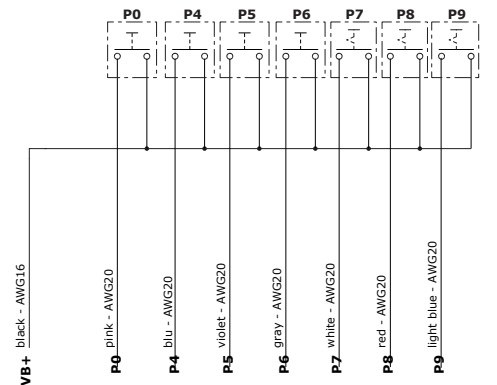 P0
P4
P5
P6
P7
P8
P9
black - AWG16
pink - AWG20
blu - AWG20
violet - AWG20
gray - AWG20
white - AWG20
red - AWG20
light blue - AWG20
VB+
P0
P4
P5
P6
P7
P8
P9